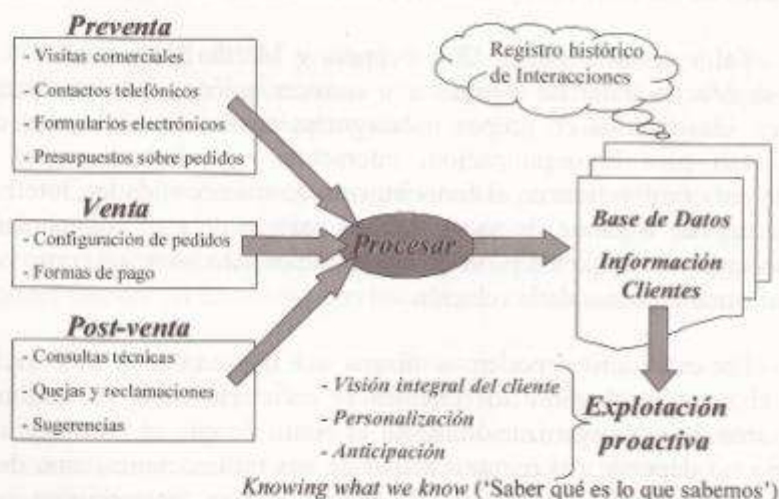 Preventa
- Visitas comerciales
- Contactos telefónicos
- Formularios electrónicos
- Presupuestos sobre pedidos
Venta
- Configuración de pedidos
- Formas de pago
Post-venta
- Consultas técnicas
- Quejas y reclamaciones
- Sugerencias
Procesar
Registro histórico
de Interacciones
Base de Datos
Información
Clientes
- Visión integral del cliente
- Personalización
- Anticipación
Explotación
proactiva
Knowing what we know ('Saber qué es lo que sabemos')